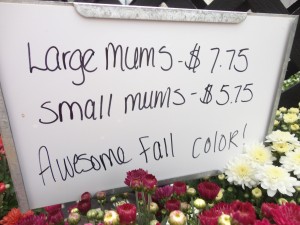 Large mums - $7.75
small mums - $5.75
Awesome Fall color!